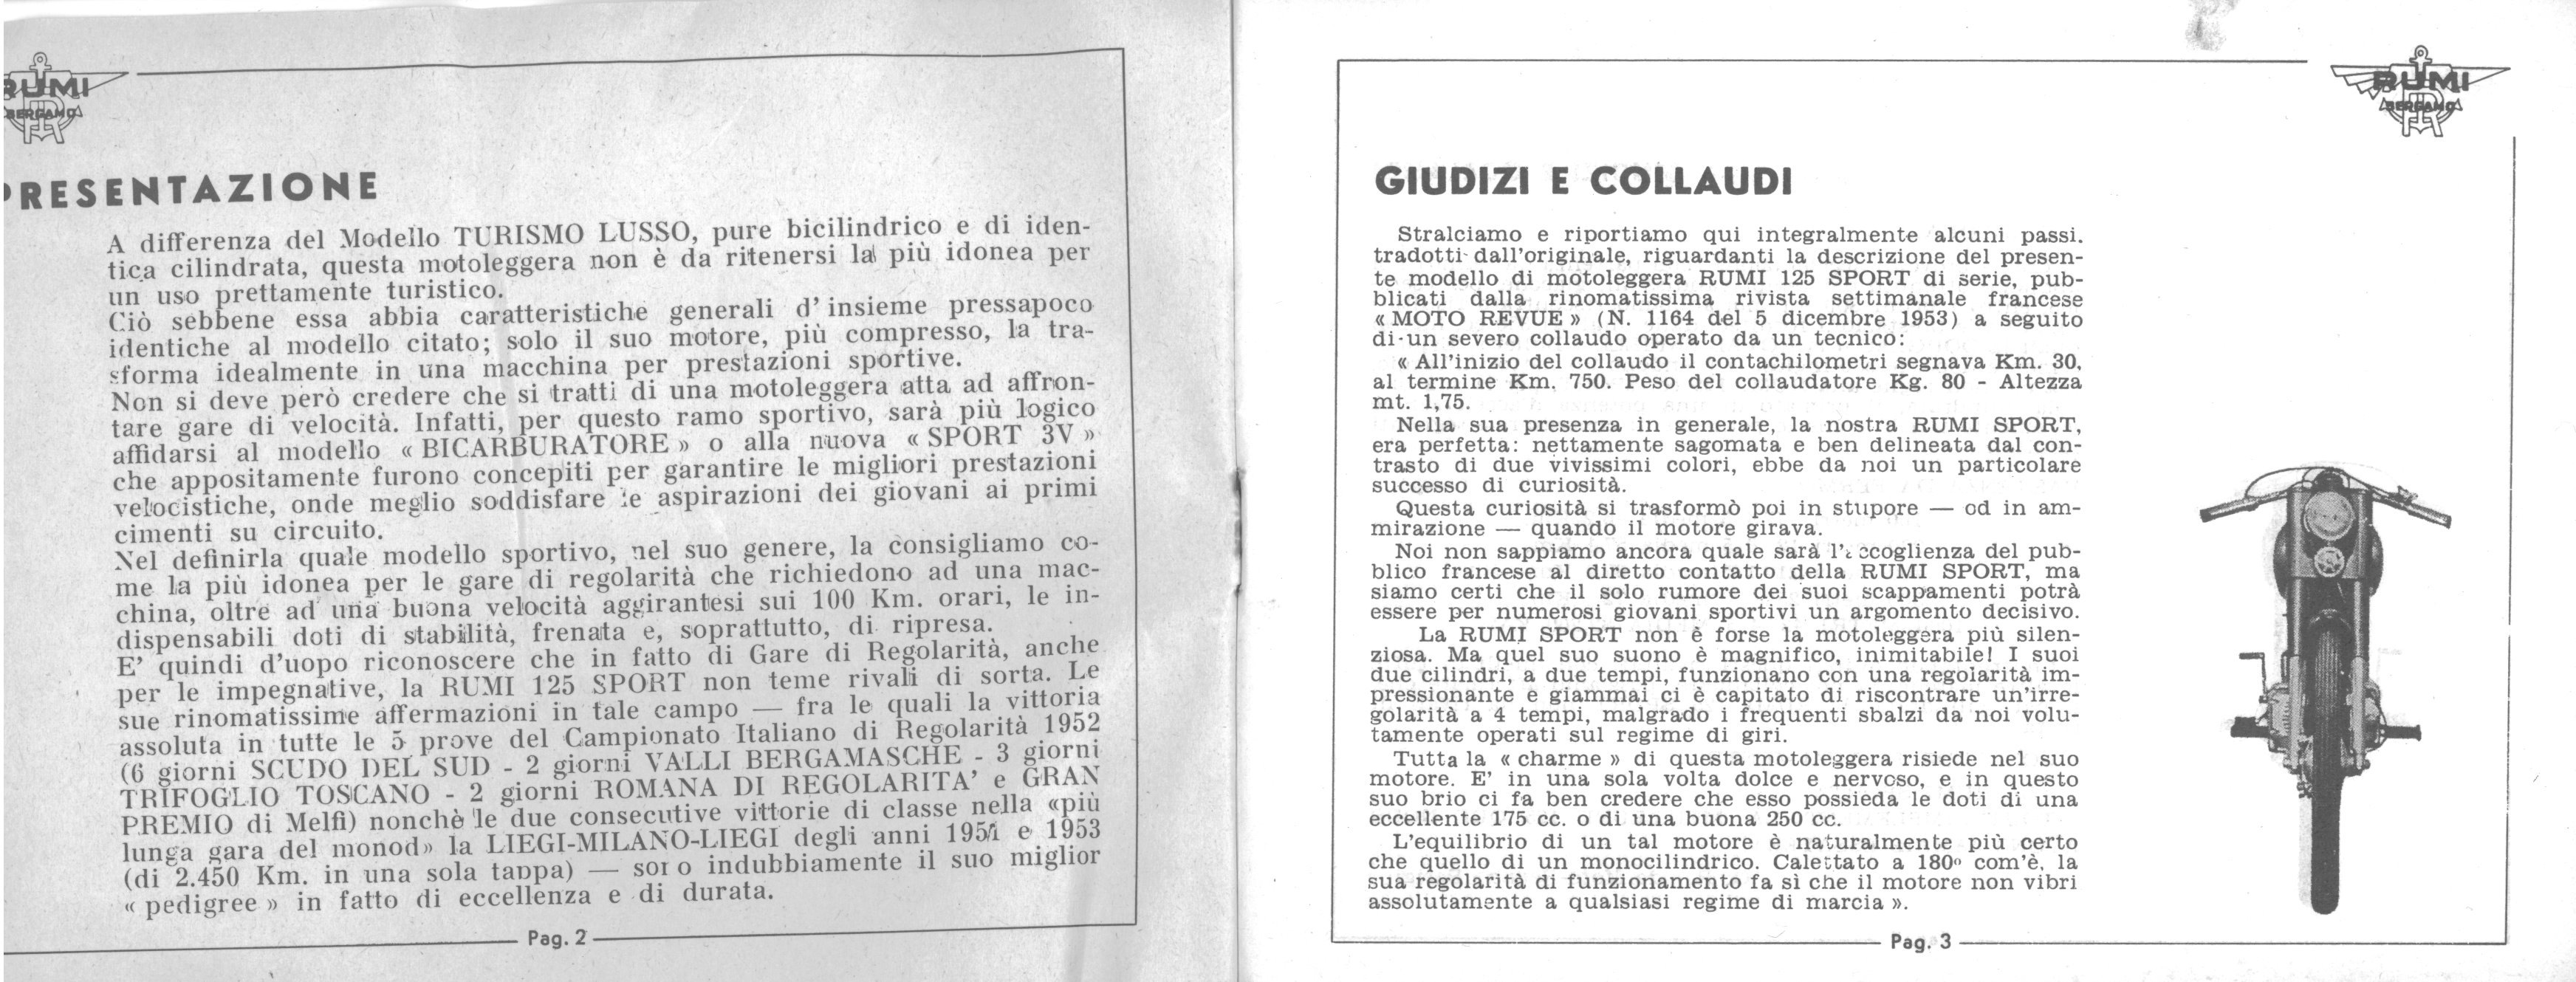 RUMI
BERGAMO
PRESENTAZIONE
A differenza del Modello TURISMO LUSSO, pure bicilindrico e di iden-
tica cilindrata, questa motoleggera non è da ritenersi la più idonea per
un uso prettamente turistico.
Ciò sebbene essa abbia caratteristiche generali d'insieme pressapoco
identiche al modello citato; solo il suo motore, più compresso, la tra-
sforma idealmente in una macchina per prestazioni sportive.
Non si deve però credere che si tratti di una motoleggera atta ad affron-
tare gare di velocità. Infatti, per questo ramo sportivo, sarà più logico
affidarsi al modello « BICARBURATORE » o alla nuova « SPORT 3V »
che appositamente furono concepiti per garantire le migliori prestazioni
velocistiche, onde meglio soddisfare le aspirazioni dei giovani ai primi
cimenti su circuito.
Nel definirla quale modello sportivo, nel suo genere, la consigliamo co-
me la più idonea per le gare di regolarità che richiedono ad una mac-
china, oltre ad una buona velocità aggirantesi sui 100 Km. orari, le in-
dispensabili doti di stabilità, frenata e, soprattutto, di ripresa.
E' quindi d'uopo riconoscere che in fatto di Gare di Regolarità, anche
per le impegnative, la RUMI 125 SPORT non teme rivali di sorta. Le
sue rinomatissime affermazioni in tale campo — fra le quali la vittoria
assoluta in tutte le 5 prove del Campionato Italiano di Regolarità 1952
(6 giorni SCUDO DEL SUD - 2 giorni VALLI BERGAMASCHE - 3 giorni
TRIFOGLIO TOSCANO - 2 giorni ROMANA DI REGOLARITA' e GRAN
PREMIO di Melfi) nonchè le due consecutive vittorie di classe nella «più
lunga gara del monod» la LIEGI-MILANO-LIEGI degli anni 1951 e 1953
(di 2.450 Km. in una sola tappa) — sono indubbiamente il suo miglior
« pedigree » in fatto di eccellenza e di durata.
Pag. 2
RUMI
BERGAMO
GIUDIZI E COLLAUDI
Stralciamo e riportiamo qui integralmente alcuni passi.
tradotti dall'originale, riguardanti la descrizione del presen-
te modello di motoleggera RUMI 125 SPORT di serie, pub-
blicati dalla rinomatissima rivista settimanale francese
« MOTO REVUE » (N. 1164 del 5 dicembre 1953) a seguito
di un severo collaudo operato da un tecnico:
« All'inizio del collaudo il contachilometri segnava Km. 30,
al termine Km. 750. Peso del collaudatore Kg. 80 - Altezza
mt. 1,75.
Nella sua presenza in generale, la nostra RUMI SPORT,
era perfetta: nettamente sagomata e ben delineata dal con-
trasto di due vivissimi colori, ebbe da noi un particolare
successo di curiosità.
Questa curiosità si trasformò poi in stupore — od in am-
mirazione — quando il motore girava.
Noi non sappiamo ancora quale sarà l'accoglienza del pub-
blico francese al diretto contatto della RUMI SPORT, ma
siamo certi che il solo rumore dei suoi scappamenti potrà
essere per numerosi giovani sportivi un argomento decisivo.
La RUMI SPORT non è forse la motoleggera più silen-
ziosa. Ma quel suo suono è magnifico, inimitabile! I suoi
due cilindri, a due tempi, funzionano con una regolarità im-
pressionante e giammai ci è capitato di riscontrare un'irre-
golarità a 4 tempi, malgrado i frequenti sbalzi da noi volu-
tamente operati sul regime di giri.
Tutta la « charme » di questa motoleggera risiede nel suo
motore. E' in una sola volta dolce e nervoso, e in questo
suo brio ci fa ben credere che esso possieda le doti di una
eccellente 175 cc. o di una buona 250 cc.
L'equilibrio di un tal motore è naturalmente più certo
che quello di un monocilindrico. Calettato a 180° com'è, la
sua regolarità di funzionamento fa sì che il motore non vibri
assolutamente a qualsiasi regime di marcia ».
Pag. 3